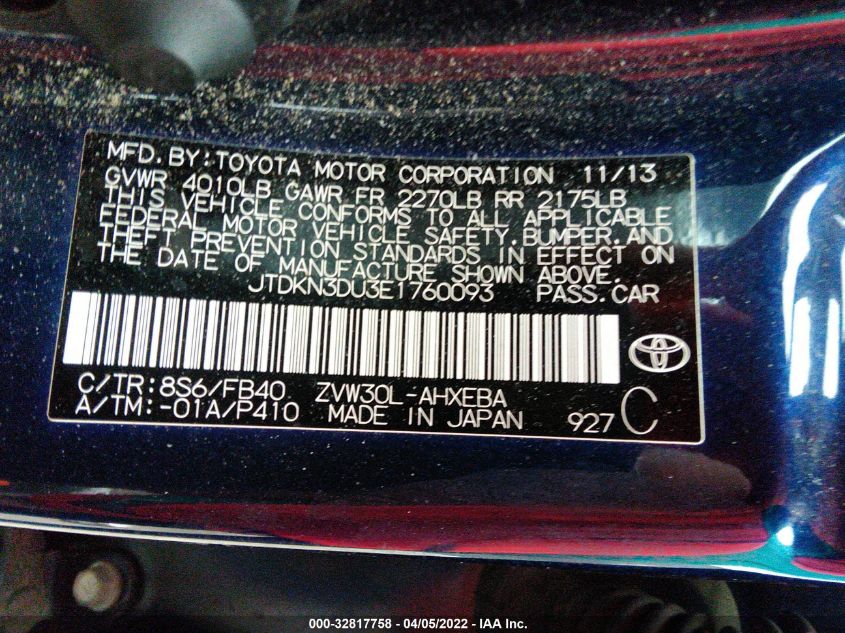 MFD. BY: TOYOTA MOTOR CORPORATION 11/13
GVWR 4010LB GAWR FR 2270LB RR 2175LB
THIS VEHICLE CONFORMS TO ALL APPLICABLE
FEDERAL MOTOR VEHICLE SAFETY, BUMPER, AND
THEFT PREVENTION STANDARDS IN EFFECT ON
THE DATE OF MANUFACTURE SHOWN ABOVE.
JTDKN3DU3E1760093 PASS. CAR
C/TR: 8S6/FB40 ZVW30L-AHXEBA
A/TM: -01A/P410 MADE IN JAPAN 927 C
000-32817758 - 04/05/2022 - IAA Inc.